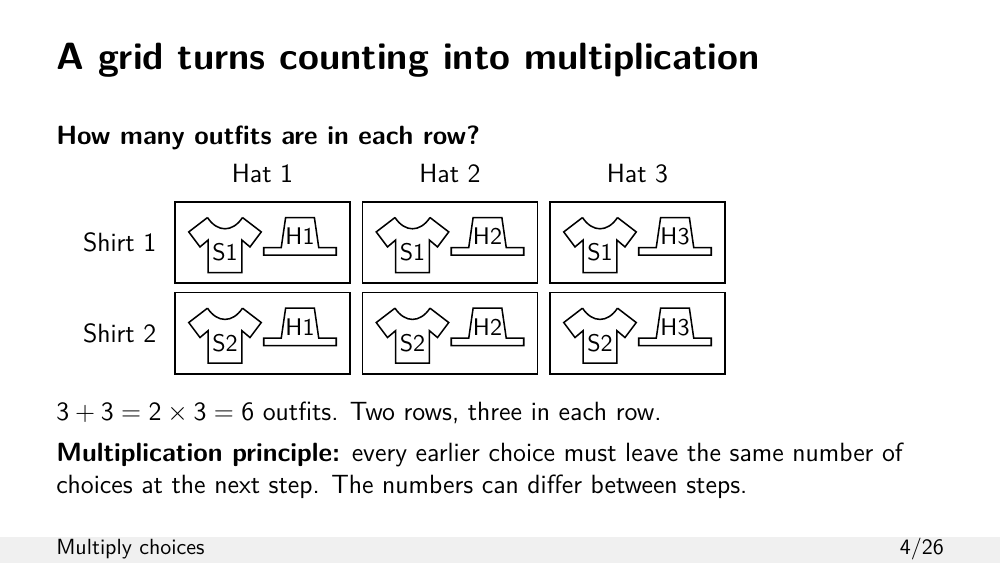 A grid turns counting into multiplication
How many outfits are in each row?
Hat 1 Hat 2 Hat 3
Shirt 1 S1 H1 S1 H2 S1 H3
Shirt 2 S2 H1 S2 H2 S2 H3
3 + 3 = 2 × 3 = 6 outfits. Two rows, three in each row.
Multiplication principle: every earlier choice must leave the same number of
choices at the next step. The numbers can differ between steps.
Multiply choices 4/26